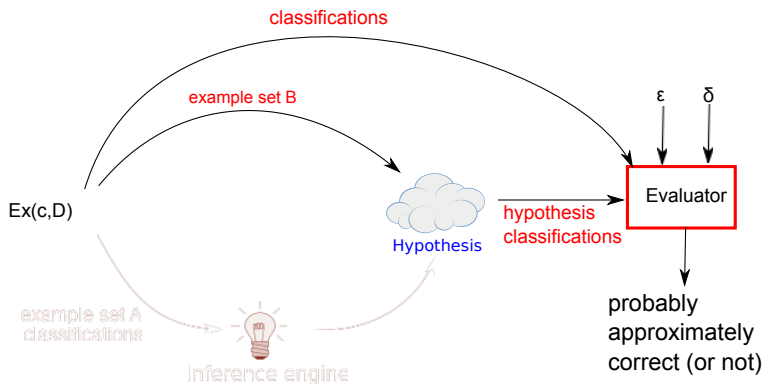 classifications
example set B
ε
δ
Ex(c,D)
Evaluator
hypothesis
classifications
Hypothesis
example set A
classifications
inference engine
probably
approximately
correct (or not)